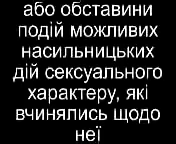 або обставини
подій можливих
насильницьких
дій сексуального
характеру, які
вчинялись щодо
неї